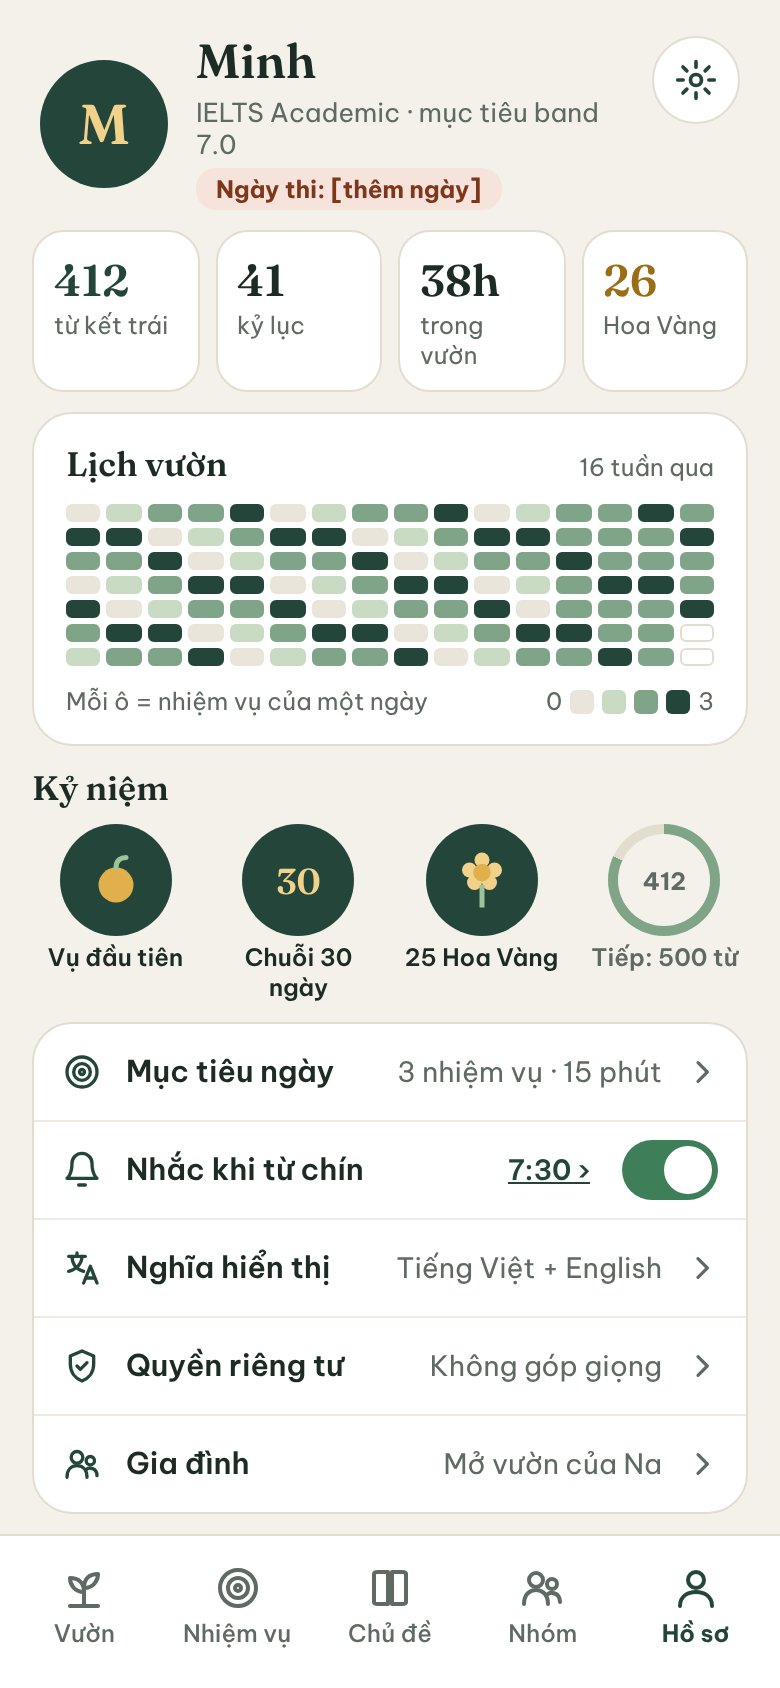 M
Minh
IELTS Academic · mục tiêu band
7.0
Ngày thi: [thêm ngày]
412
từ kết trái
41
kỷ lục
38h
trong
vườn
26
Hoa Vàng
Lịch vườn
16 tuần qua
Mỗi ô = nhiệm vụ của một ngày
0
3
Kỷ niệm
30
412
Vụ đầu tiên
Chuỗi 30
ngày
25 Hoa Vàng
Tiếp: 500 từ
Mục tiêu ngày
3 nhiệm vụ · 15 phút
Nhắc khi từ chín
7:30 ›
Nghĩa hiển thị
Tiếng Việt + English
Quyền riêng tư
Không góp giọng
Gia đình
Mở vườn của Na
Vườn
Nhiệm vụ
Chủ đề
Nhóm
Hồ sơ